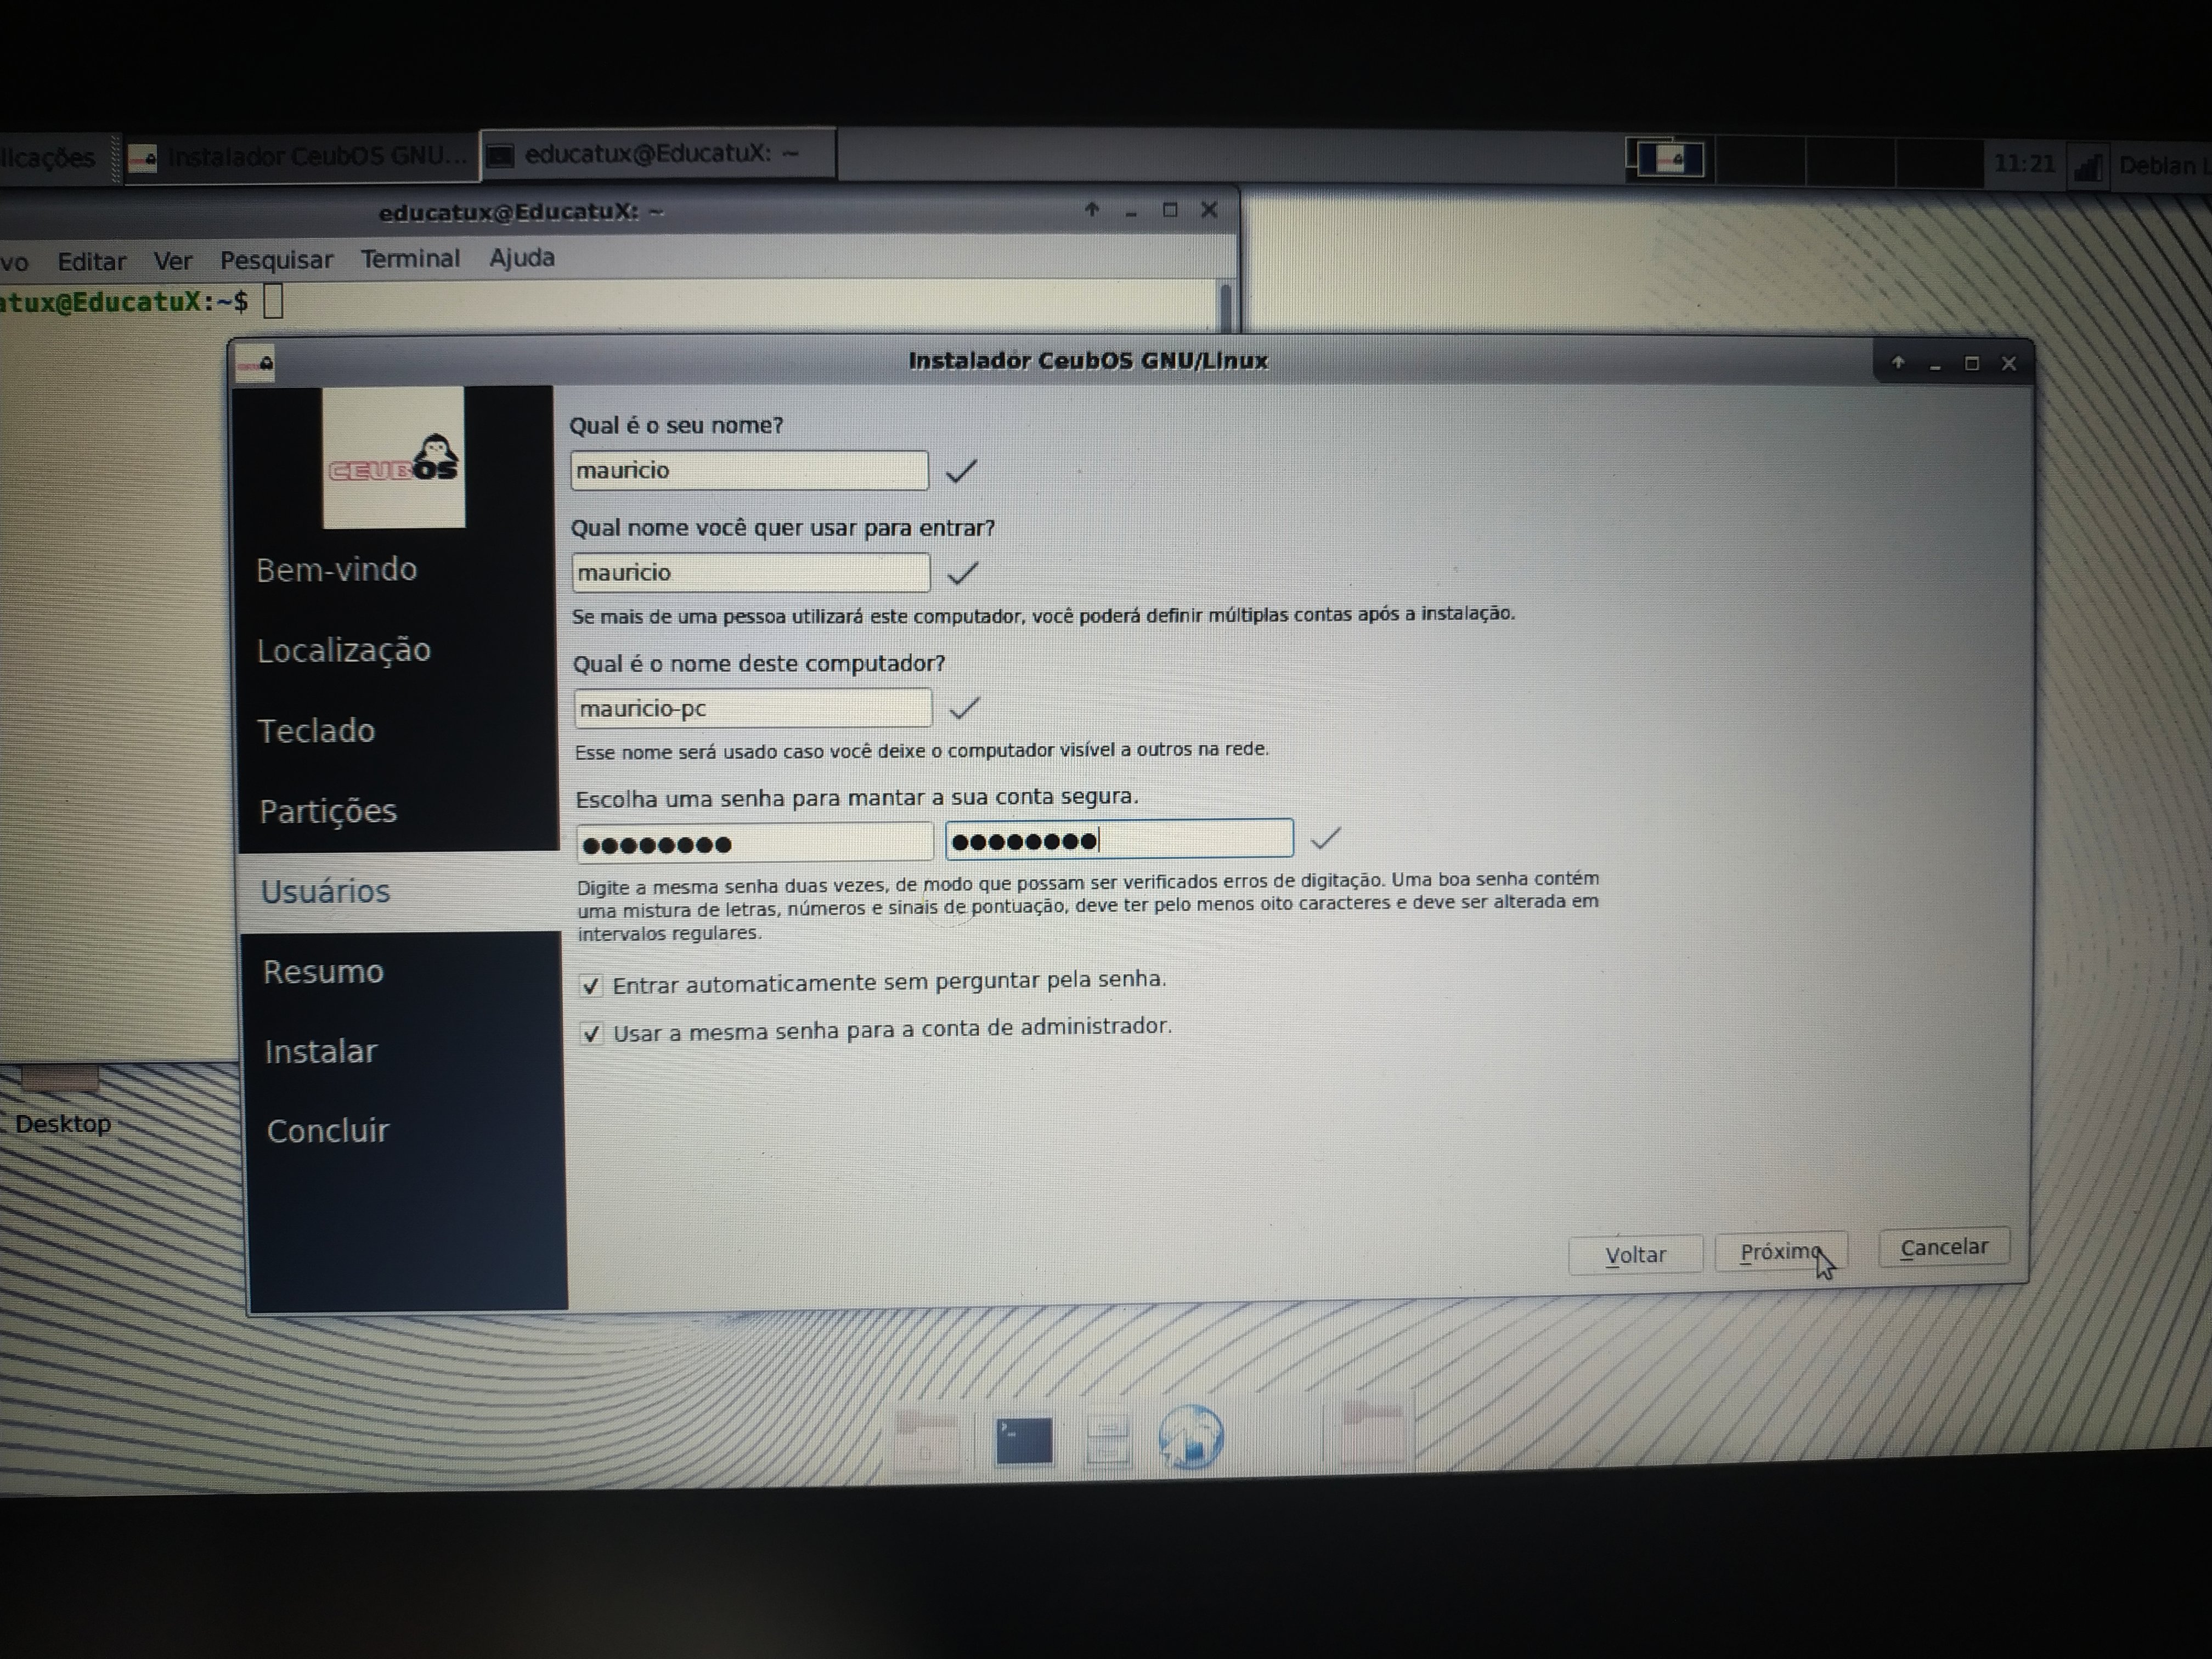 licações
Instalador CeubOS GNU...
educatux@EducatuX: ~
11:21
Debian L
educatux@EducatuX: ~
vo Editar Ver Pesquisar Terminal Ajuda
atux@EducatuX:~$
Instalador CeubOS GNU/Linux
CEUBOS
Bem-vindo
Localização
Teclado
Partições
Usuários
Resumo
Instalar
Concluir
Qual é o seu nome?
mauricio
Qual nome você quer usar para entrar?
mauricio
Se mais de uma pessoa utilizará este computador, você poderá definir múltiplas contas após a instalação.
Qual é o nome deste computador?
mauricio-pc
Esse nome será usado caso você deixe o computador visível a outros na rede.
Escolha uma senha para mantar a sua conta segura.
●●●●●●●● ●●●●●●●●
Digite a mesma senha duas vezes, de modo que possam ser verificados erros de digitação. Uma boa senha contém
uma mistura de letras, números e sinais de pontuação, deve ter pelo menos oito caracteres e deve ser alterada em
intervalos regulares.
Entrar automaticamente sem perguntar pela senha.
Usar a mesma senha para a conta de administrador.
Voltar
Próximo
Cancelar
Desktop